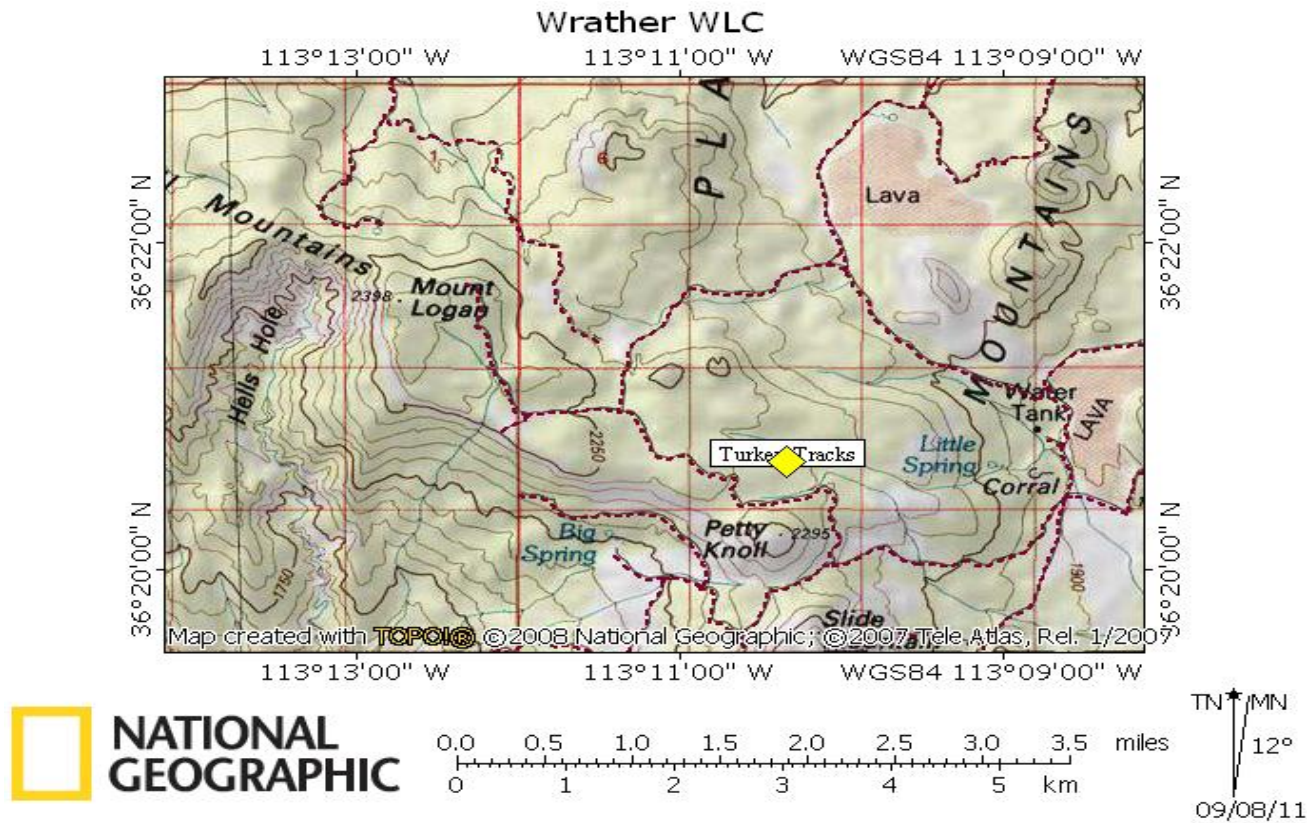 Wrather WLC
113°13'00" W 113°11'00" W WGS84 113°09'00" W
36°22'00" N
36°20'00" N
36°22'00" N
36°20'00" N
PLA
Lava
MOUNTAINS
Mountains
Mount
Logan
2398
Hells Hole
6
1
Water
Tank
LAVA
2250
Tracks
Little
Spring
Corral
Big
Spring
Petty
Knoll
2295
1750
1900
Slide
Map created with TOPO!® ©2008 National Geographic; ©2007 Tele Atlas, Rel. 1/2007
113°13'00" W 113°11'00" W WGS84 113°09'00" W
NATIONAL
GEOGRAPHIC
0.0 0.5 1.0 1.5 2.0 2.5 3.0 3.5 miles
0 1 2 3 4 5 km
TN MN
12°
09/08/11